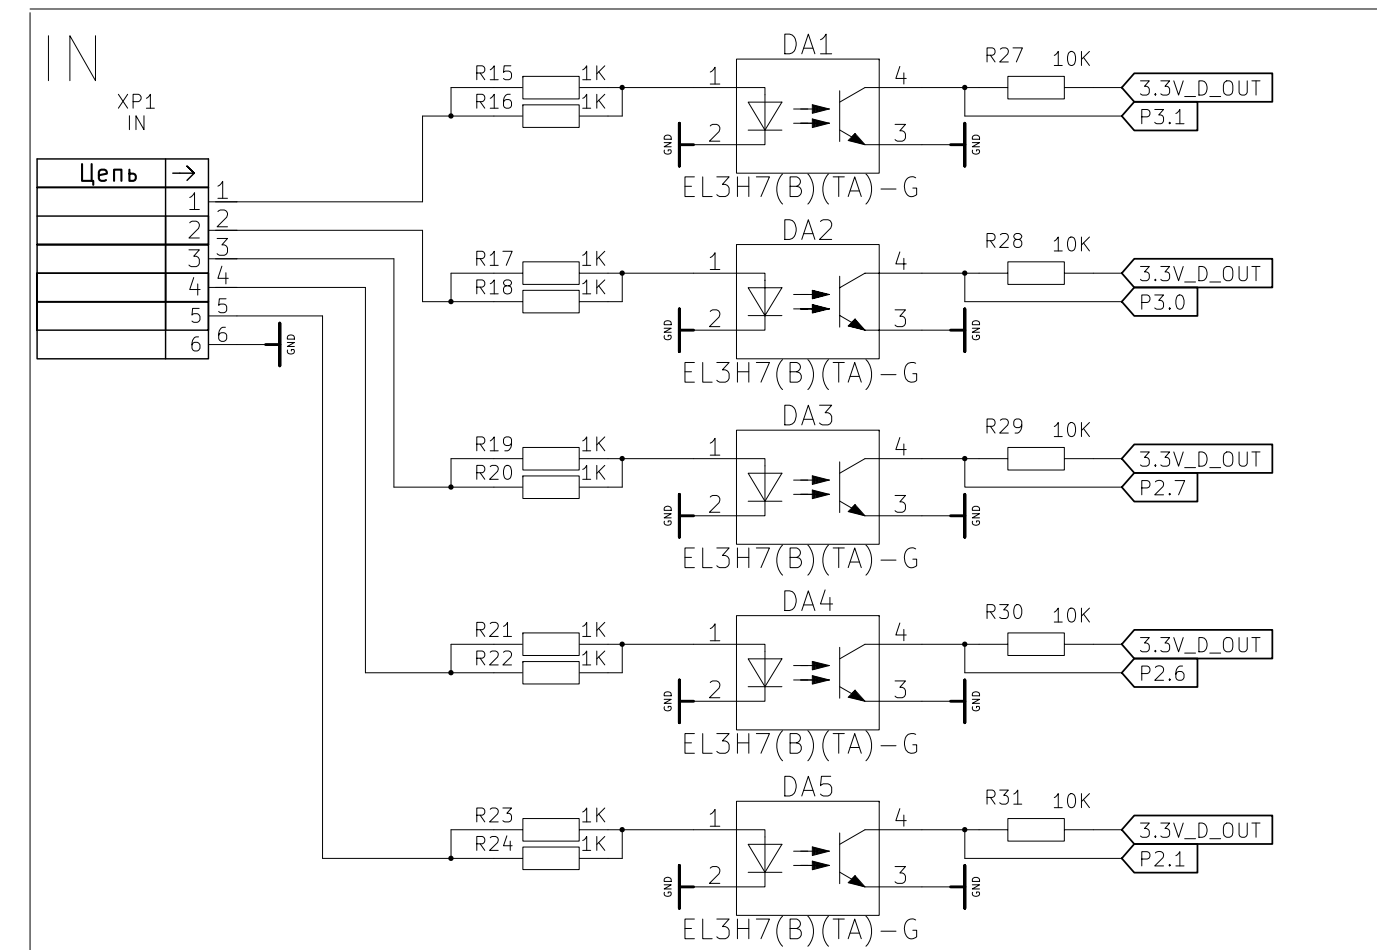 IN
XP1
IN
Цепь →
1 1
2 2
3 3
4 4
5 5
6 6
GND
DA1
R15 1K
R16 1K
1 4
2 3
GND
GND
R27 10K
3.3V_D_OUT
P3.1
EL3H7(B)(TA)-G
DA2
R17 1K
R18 1K
1 4
2 3
GND
GND
R28 10K
3.3V_D_OUT
P3.0
EL3H7(B)(TA)-G
DA3
R19 1K
R20 1K
1 4
2 3
GND
GND
R29 10K
3.3V_D_OUT
P2.7
EL3H7(B)(TA)-G
DA4
R21 1K
R22 1K
1 4
2 3
GND
GND
R30 10K
3.3V_D_OUT
P2.6
EL3H7(B)(TA)-G
DA5
R23 1K
R24 1K
1 4
2 3
GND
GND
R31 10K
3.3V_D_OUT
P2.1
EL3H7(B)(TA)-G